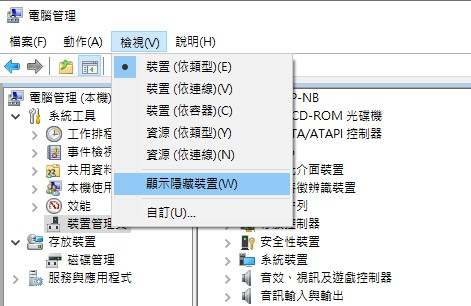 電腦管理
檔案(F) 動作(A) 檢視(V) 說明(H)
裝置 (依類型)(E)
裝置 (依連線)(V)
裝置 (依容器)(C)
資源 (依類型)(Y)
資源 (依連線)(N)
顯示隱藏裝置(W)
自訂(U)...
電腦管理 (本機)
系統工具
工作排程
事件檢視
共用資料
本機使用
效能
裝置管理
存放裝置
磁碟管理
服務與應用程式
P-NB
CD-ROM 光碟機
TA/ATAPI 控制器
介面裝置
辨識裝置
列
存放控制器
安全性裝置
系統裝置
音效、視訊及遊戲控制器
音訊輸入與輸出